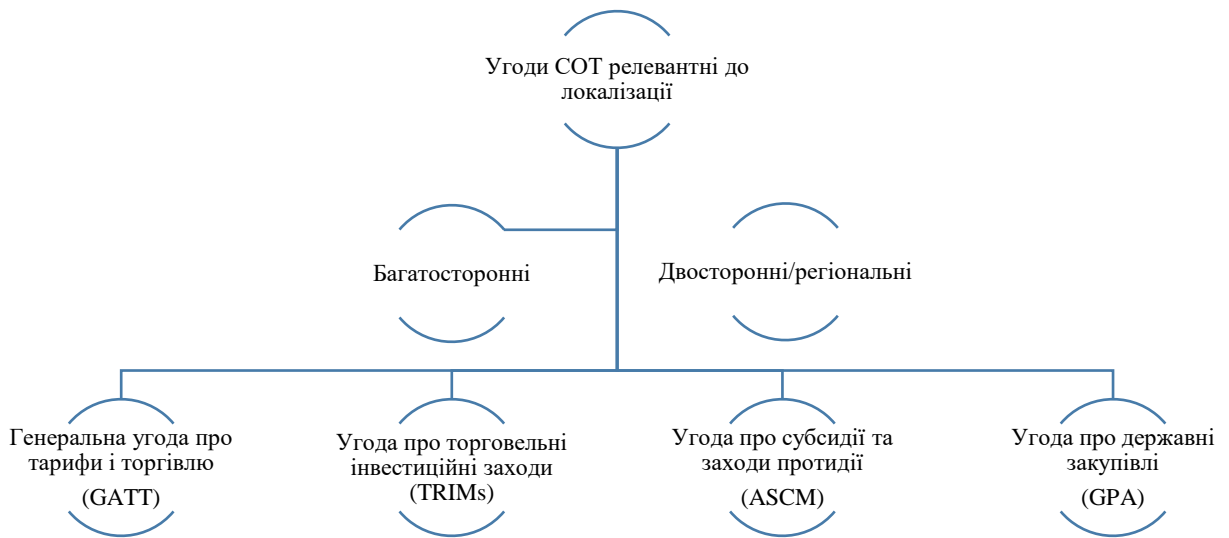 Угоди СОТ релевантні до
локалізації
Багатосторонні
Двосторонні/регіональні
Генеральна угода про
тарифи і торгівлю
(GATT)
Угода про торговельні
інвестиційні заходи
(TRIMs)
Угода про субсидії та
заходи протидії
(ASCM)
Угода про державні
закупівлі
(GPA)